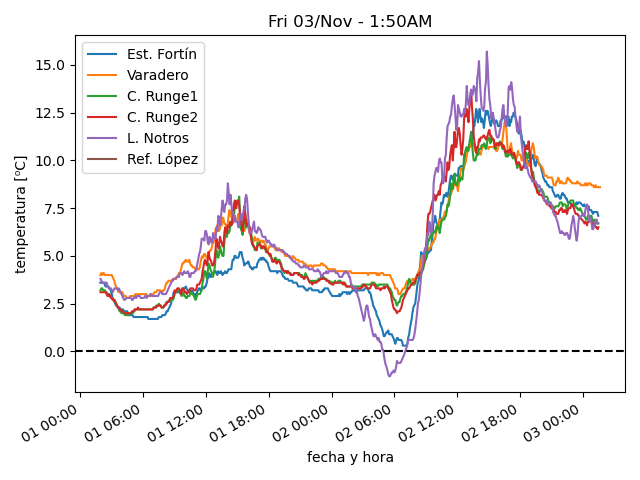 Fri 03/Nov - 1:50AM
Est. Fortín
Varadero
C. Runge1
C. Runge2
L. Notros
Ref. López
temperatura [ºC]
15.0
12.5
10.0
7.5
5.0
2.5
0.0
01 00:00
01 06:00
01 12:00
01 18:00
02 00:00
02 06:00
02 12:00
02 18:00
03 00:00
fecha y hora